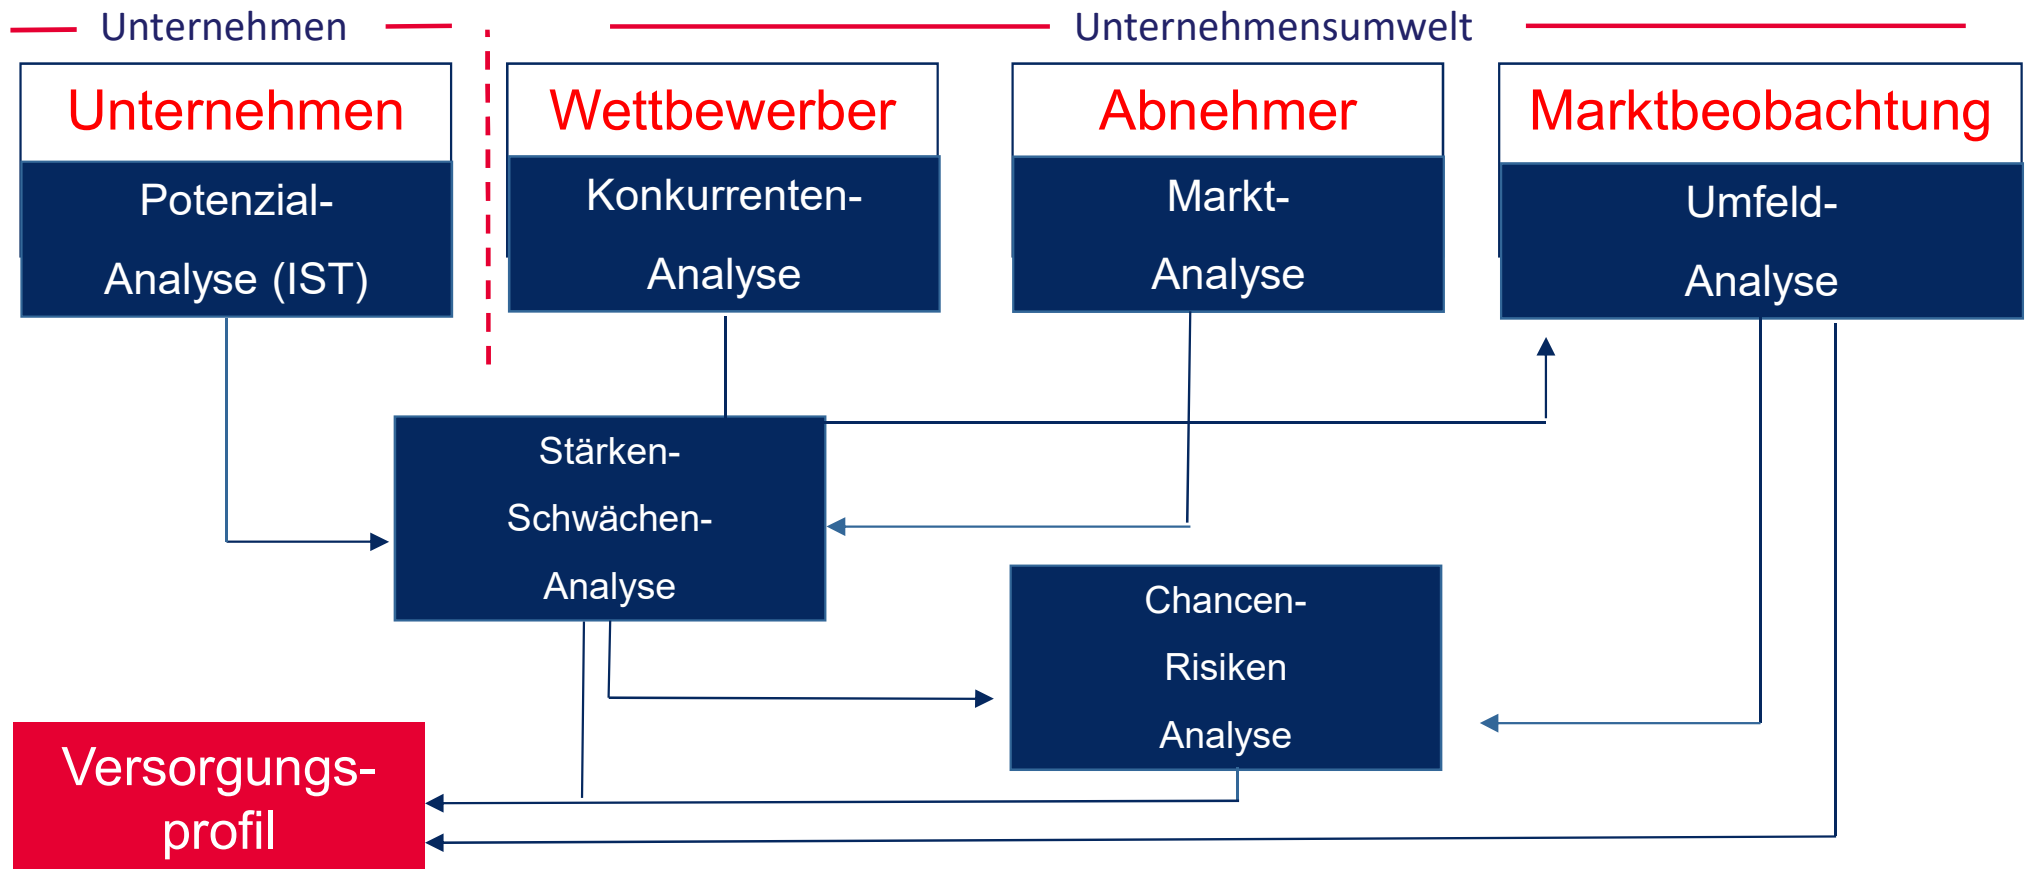 Unternehmen
Unternehmensumwelt
Unternehmen
Potenzial-
Analyse (IST)
Wettbewerber
Konkurrenten-
Analyse
Abnehmer
Markt-
Analyse
Marktbeobachtung
Umfeld-
Analyse
Stärken-
Schwächen-
Analyse
Chancen-
Risiken
Analyse
Versorgungs-
profil